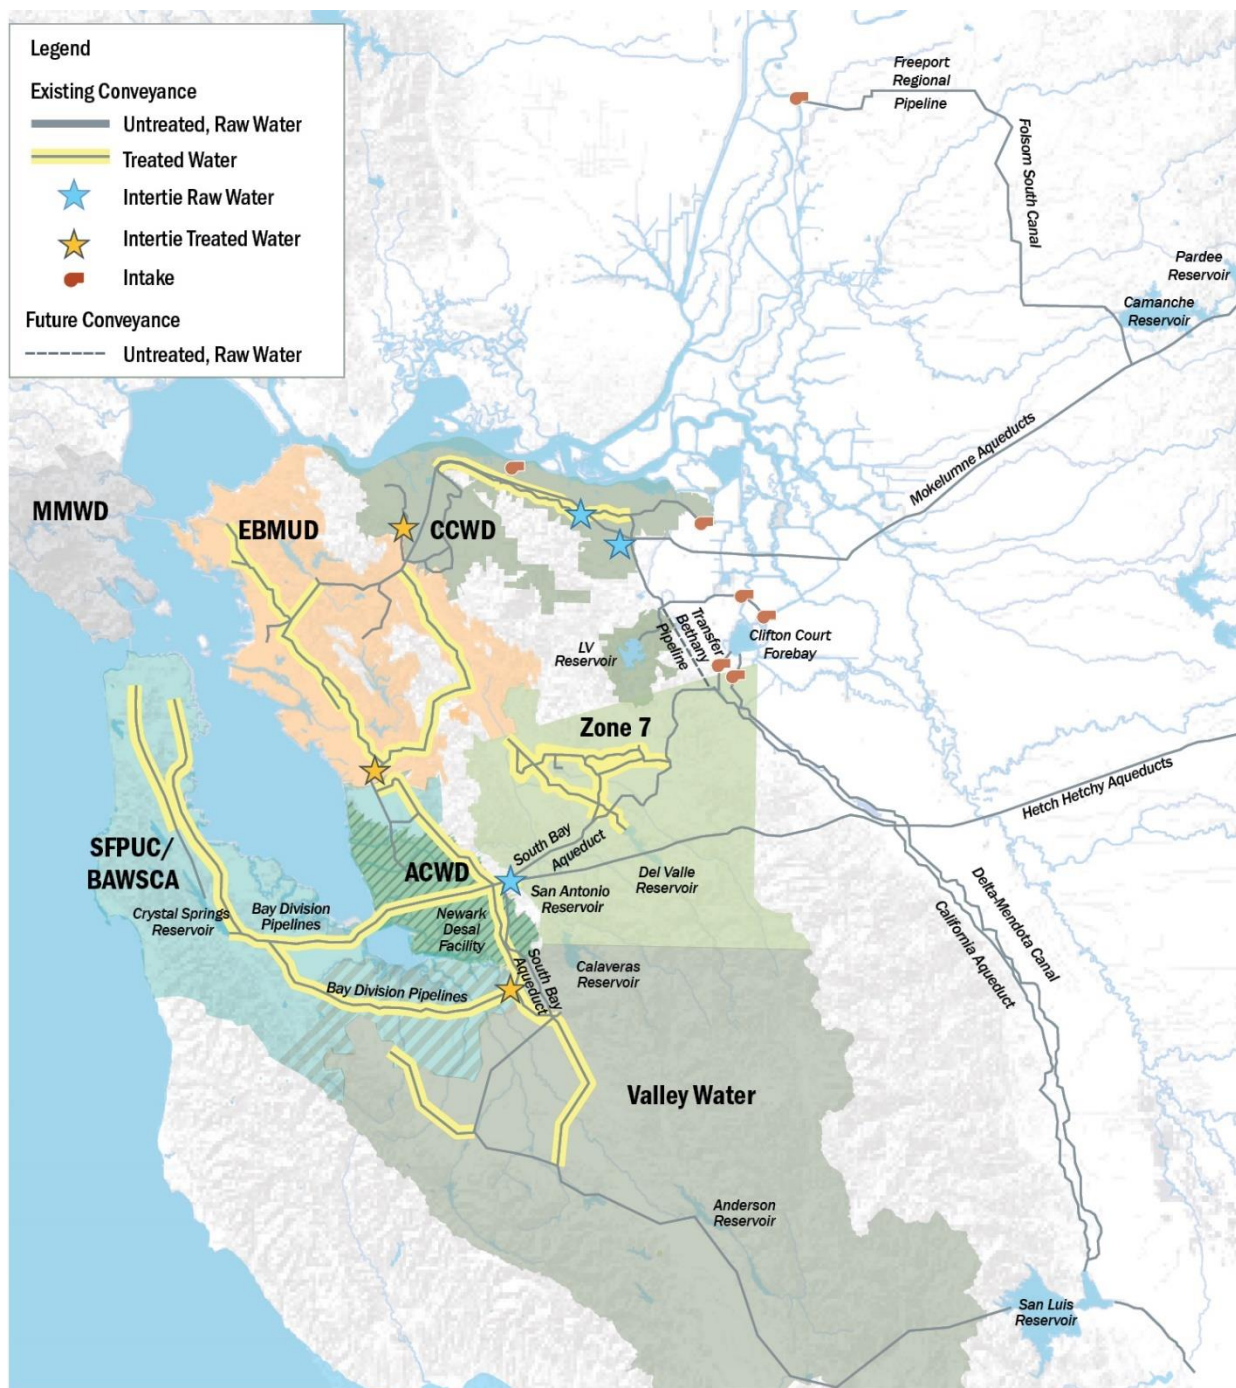 Legend
Existing Conveyance
Untreated, Raw Water
Treated Water
Intertie Raw Water
Intertie Treated Water
Intake
Future Conveyance
Untreated, Raw Water
Freeport
Regional
Pipeline
Folsom South Canal
Pardee
Reservoir
Camanche
Reservoir
Mokelumne Aqueducts
MMWD
EBMUD
CCWD
LV
Reservoir
Transfer
Bethany
Pipeline
Clifton Court
Forebay
Zone 7
Hetch Hetchy Aqueducts
South Bay
Aqueduct
Del Valle
Reservoir
SFPUC/
BAWSCA
ACWD
San Antonio
Reservoir
Crystal Springs
Reservoir
Bay Division
Pipelines
Newark
Desal
Facility
Delta-Mendota Canal
California Aqueduct
South Bay
Aqueduct
Calaveras
Reservoir
Bay Division Pipelines
Valley Water
Anderson
Reservoir
San Luis
Reservoir